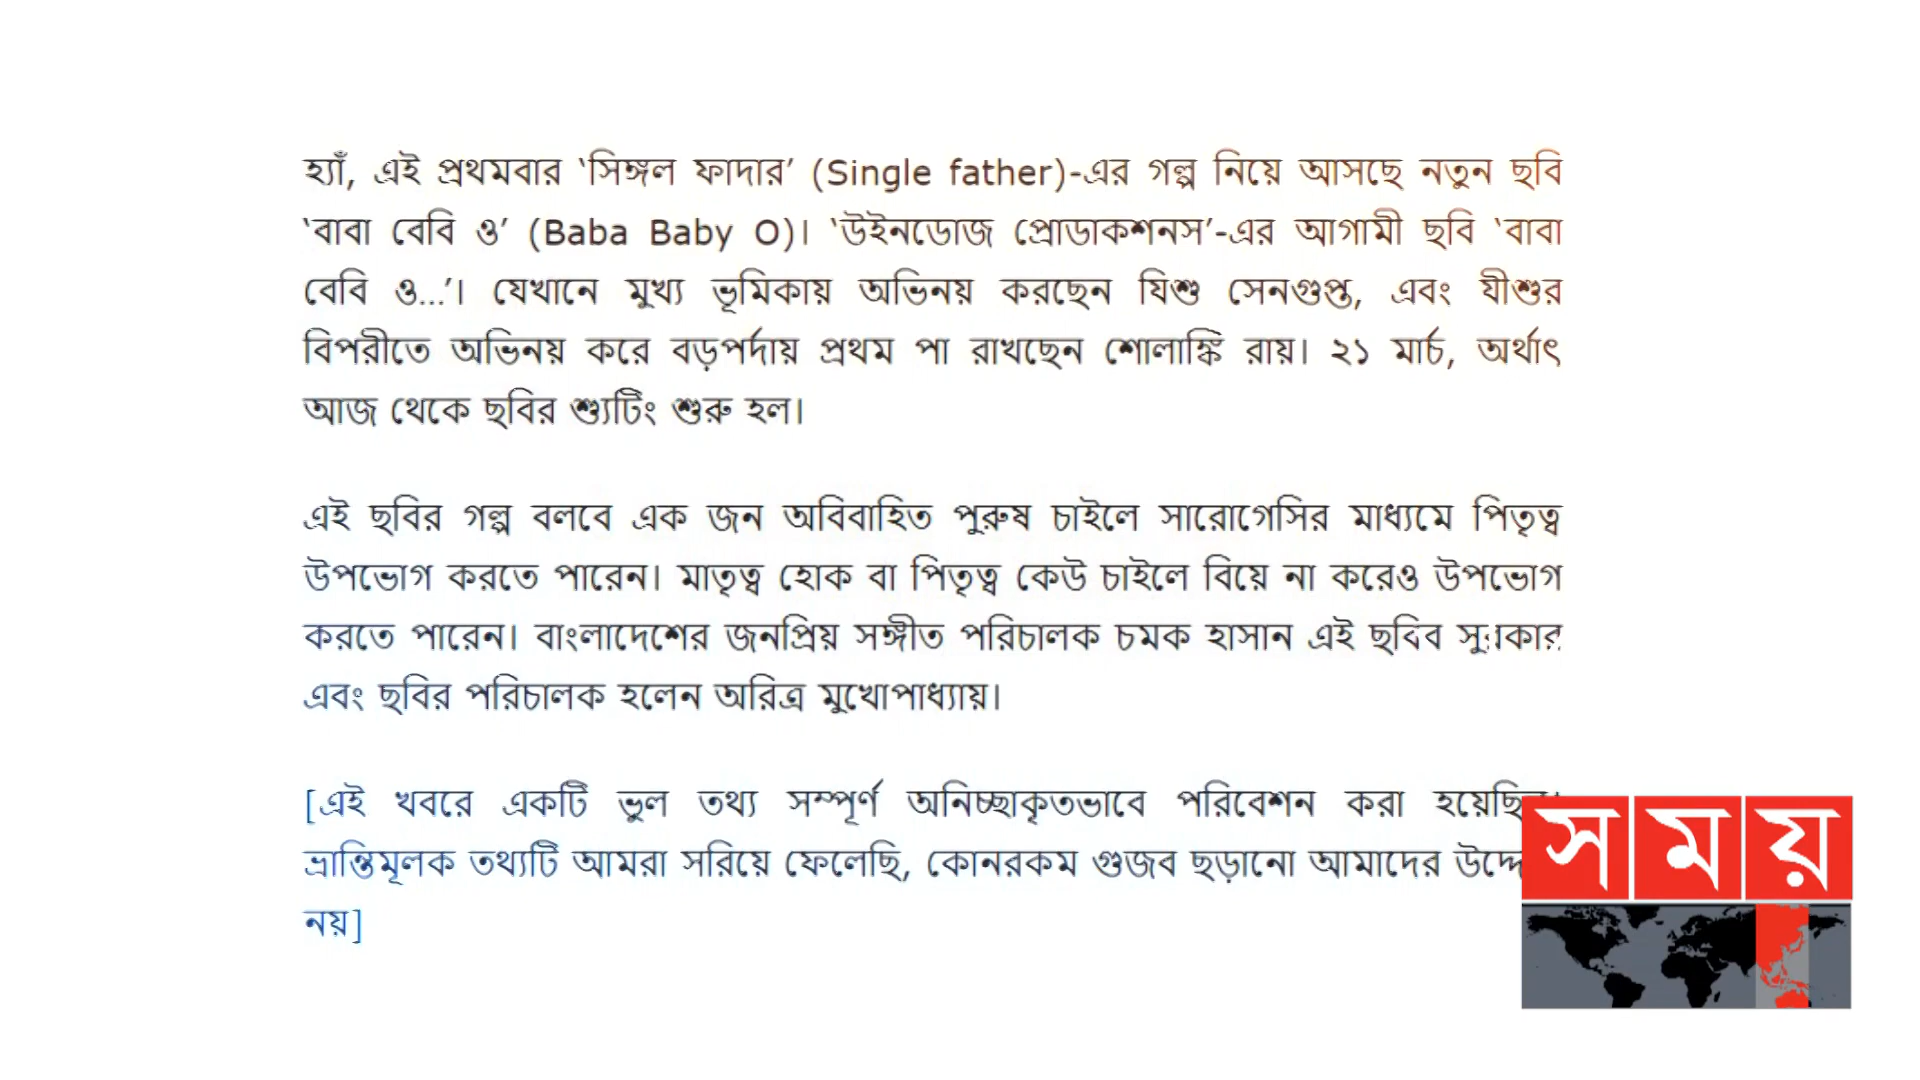 হ্যাঁ, এই প্রথমবার ‘সিঙ্গল ফাদার’ (Single father)-এর গল্প নিয়ে আসছে নতুন ছবি
‘বাবা বেবি ও’ (Baba Baby O)। ‘উইনডোজ প্রোডাকশনস’-এর আগামী ছবি ‘বাবা
বেবি ও...’। যেখানে মুখ্য ভূমিকায় অভিনয় করছেন যিশু সেনগুপ্ত, এবং যীশুর
বিপরীতে অভিনয় করে বড়পর্দায় প্রথম পা রাখছেন শোলাঙ্কি রায়। ২১ মার্চ, অর্থাৎ
আজ থেকে ছবির শ্যুটিং শুরু হল।
এই ছবির গল্প বলবে এক জন অবিবাহিত পুরুষ চাইলে সারোগেসির মাধ্যমে পিতৃত্ব
উপভোগ করতে পারেন। মাতৃত্ব হোক বা পিতৃত্ব কেউ চাইলে বিয়ে না করেও উপভোগ
করতে পারেন। বাংলাদেশের জনপ্রিয় সঙ্গীত পরিচালক চমক হাসান এই
এবং ছবির পরিচালক হলেন অরিত্র মুখোপাধ্যায়।
[এই খবরে একটি ভুল তথ্য সম্পূর্ণ অনিচ্ছাকৃতভাবে পরিবেশন করা
ভ্রান্তিমূলক তথ্যটি আমরা সরিয়ে ফেলেছি, কোনরকম গুজব ছড়ানো আমাদের
নয়]
সময়